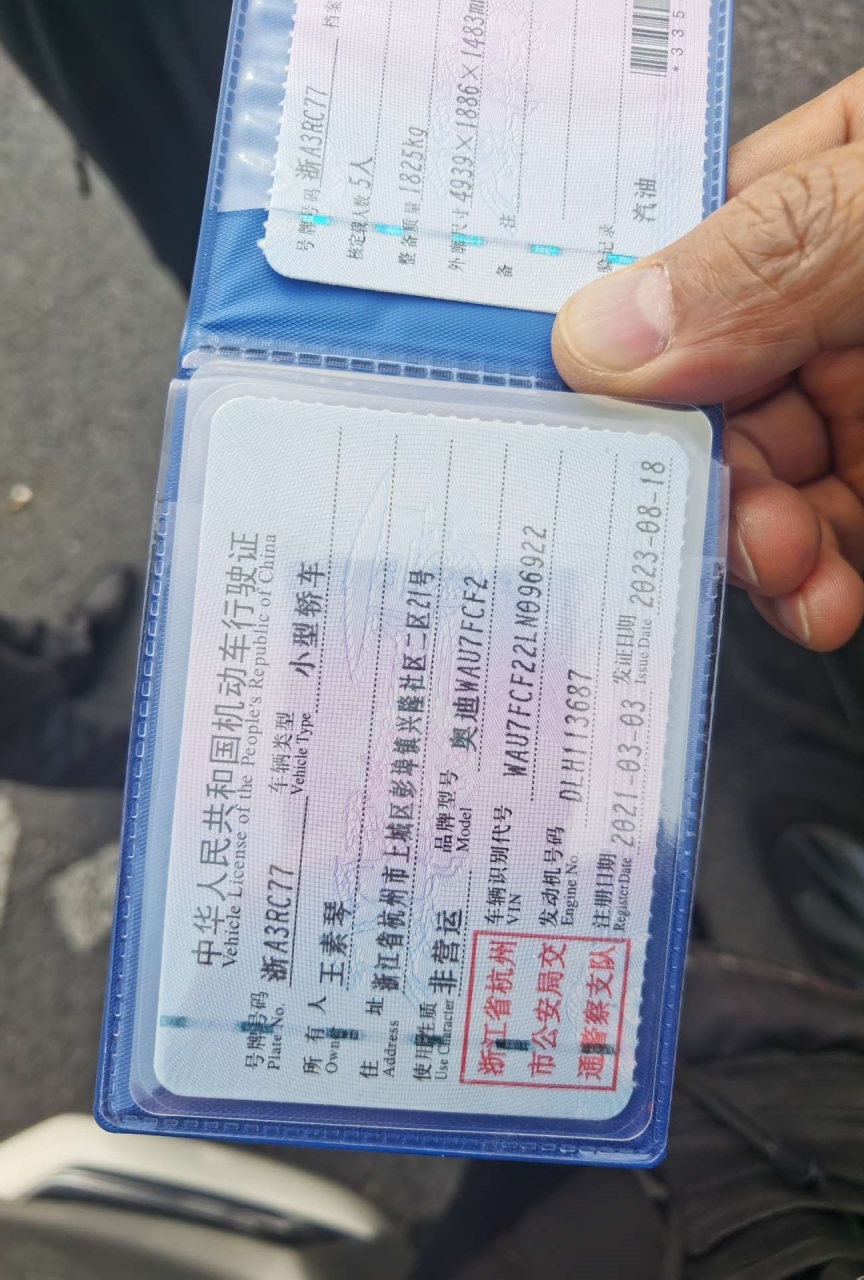 中华人民共和国机动车行驶证
Vehicle License of the People's Republic of China
号牌号码 浙A3RC77 车辆类型 小型轿车
Plate No. Vehicle Type
所有人 王素琴
Owner
住址 浙江省杭州市上城区彭埠镇兴隆社区二区21号
Address
使用性质 非营运 品牌型号 奥迪WAU7FCF2
Use Character Model
浙江省杭州
市公安局交
通警察支队
车辆识别代号 WAU7FCF22LN096922
VIN
发动机号码 DLH113687
Engine No.
注册日期 2021-03-03 发证日期 2023-08-18
Register Date Issue Date
号牌号码 浙A3RC77 档案
核定载人数 5人
整备质量 1825kg
外廓尺寸 4939×1886×1483m
备注
验记录 汽油
*335